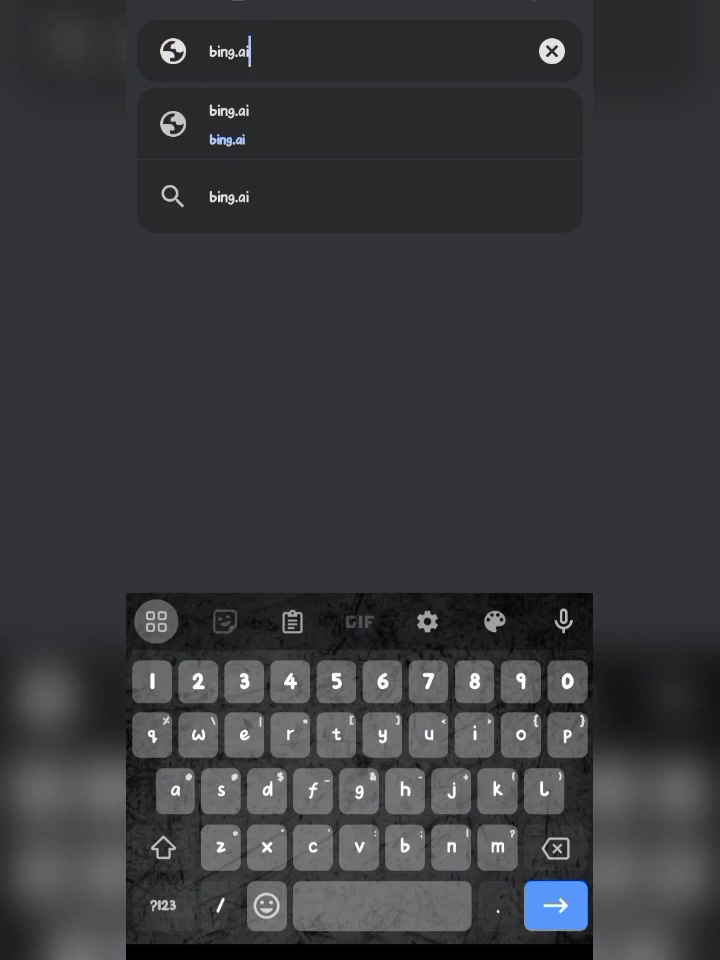 bing.ai
bing.ai
bing.ai
bing.ai
GIF
1 2 3 4 5 6 7 8 9 0
q w e r t y u i o p
a s d f g h j k l
z x c v b n m
?123 / .